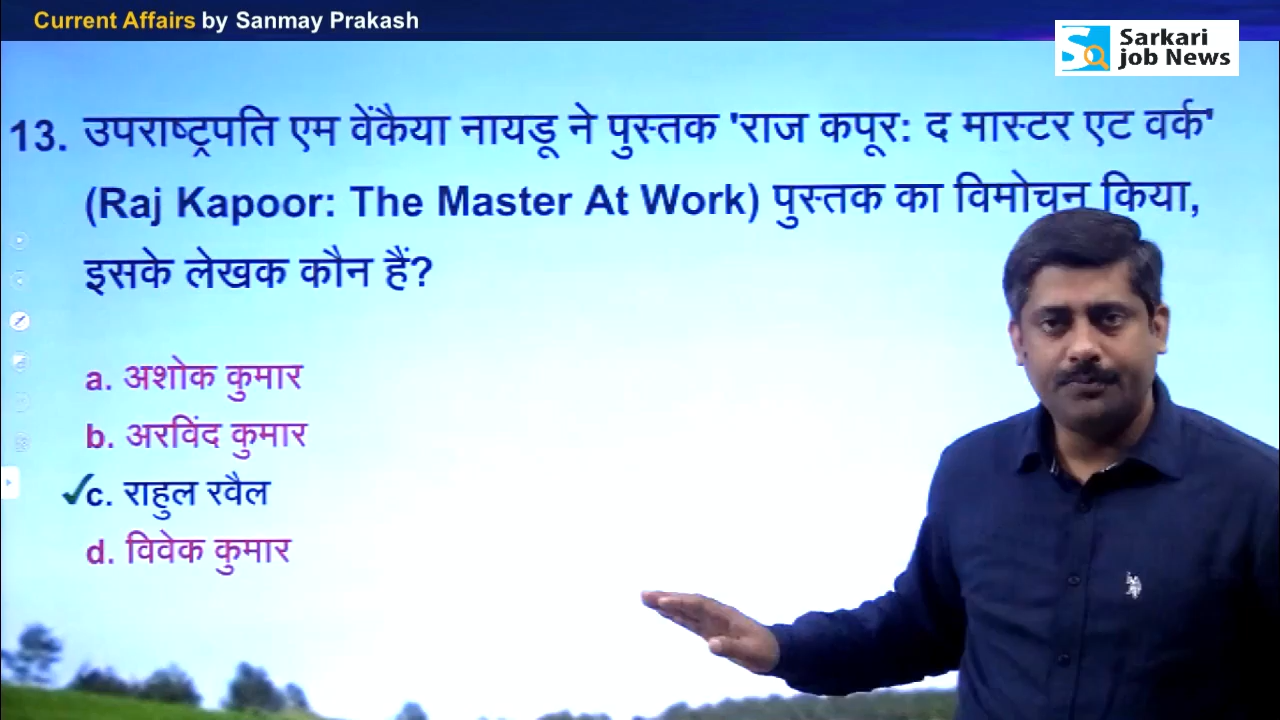 Current Affairs by Sanmay Prakash
Sarkari
Job News
13. उपराष्ट्रपति एम वेंकैया नायडू ने पुस्तक 'राज कपूर: द मास्टर एट वर्क'
(Raj Kapoor: The Master At Work) पुस्तक का विमोचन किया,
इसके लेखक कौन हैं?
a. अशोक कुमार
b. अरविंद कुमार
✓c. राहुल रवैल
d. विवेक कुमार